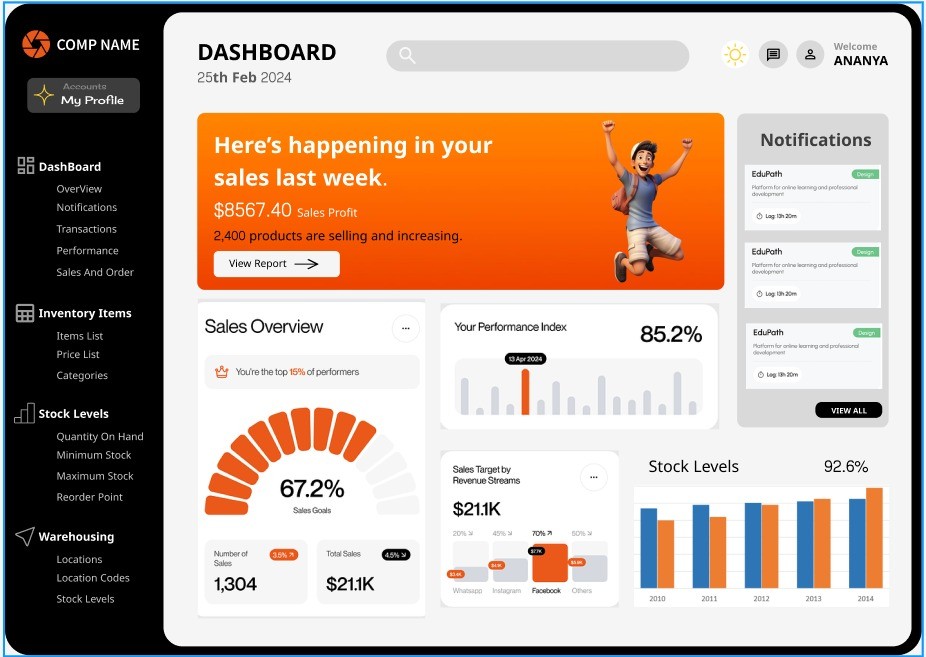 COMP NAME
Accounts
My Profile
DashBoard
OverView
Notifications
Transactions
Performance
Sales And Order
Inventory Items
Items List
Price List
Categories
Stock Levels
Quantity On Hand
Minimum Stock
Maximum Stock
Reorder Point
Warehousing
Locations
Location Codes
Stock Levels
DASHBOARD
25th Feb 2024
Welcome
ANANYA
Here’s happening in your
sales last week.
$8567.40 Sales Profit
2,400 products are selling and increasing.
View Report
Notifications
EduPath
Design
Platform for online learning and professional
development
Log: 13h 20m
EduPath
Design
Platform for online learning and professional
development
Log: 13h 20m
EduPath
Design
Platform for online learning and professional
development
Log: 13h 20m
VIEW ALL
Sales Overview
You're the top 15% of performers
67.2%
Sales Goals
Number of
Sales
3.5%
1,304
Total Sales
4.5%
$21.1K
Your Performance Index
85.2%
13 Apr 2024
Sales Target by
Revenue Streams
$21.1K
20% 45% 70% 50%
$3.4K
$7.7K
Whatsapp Instagram Facebook Others
Stock Levels 92.6%
2010 2011 2012 2013 2014